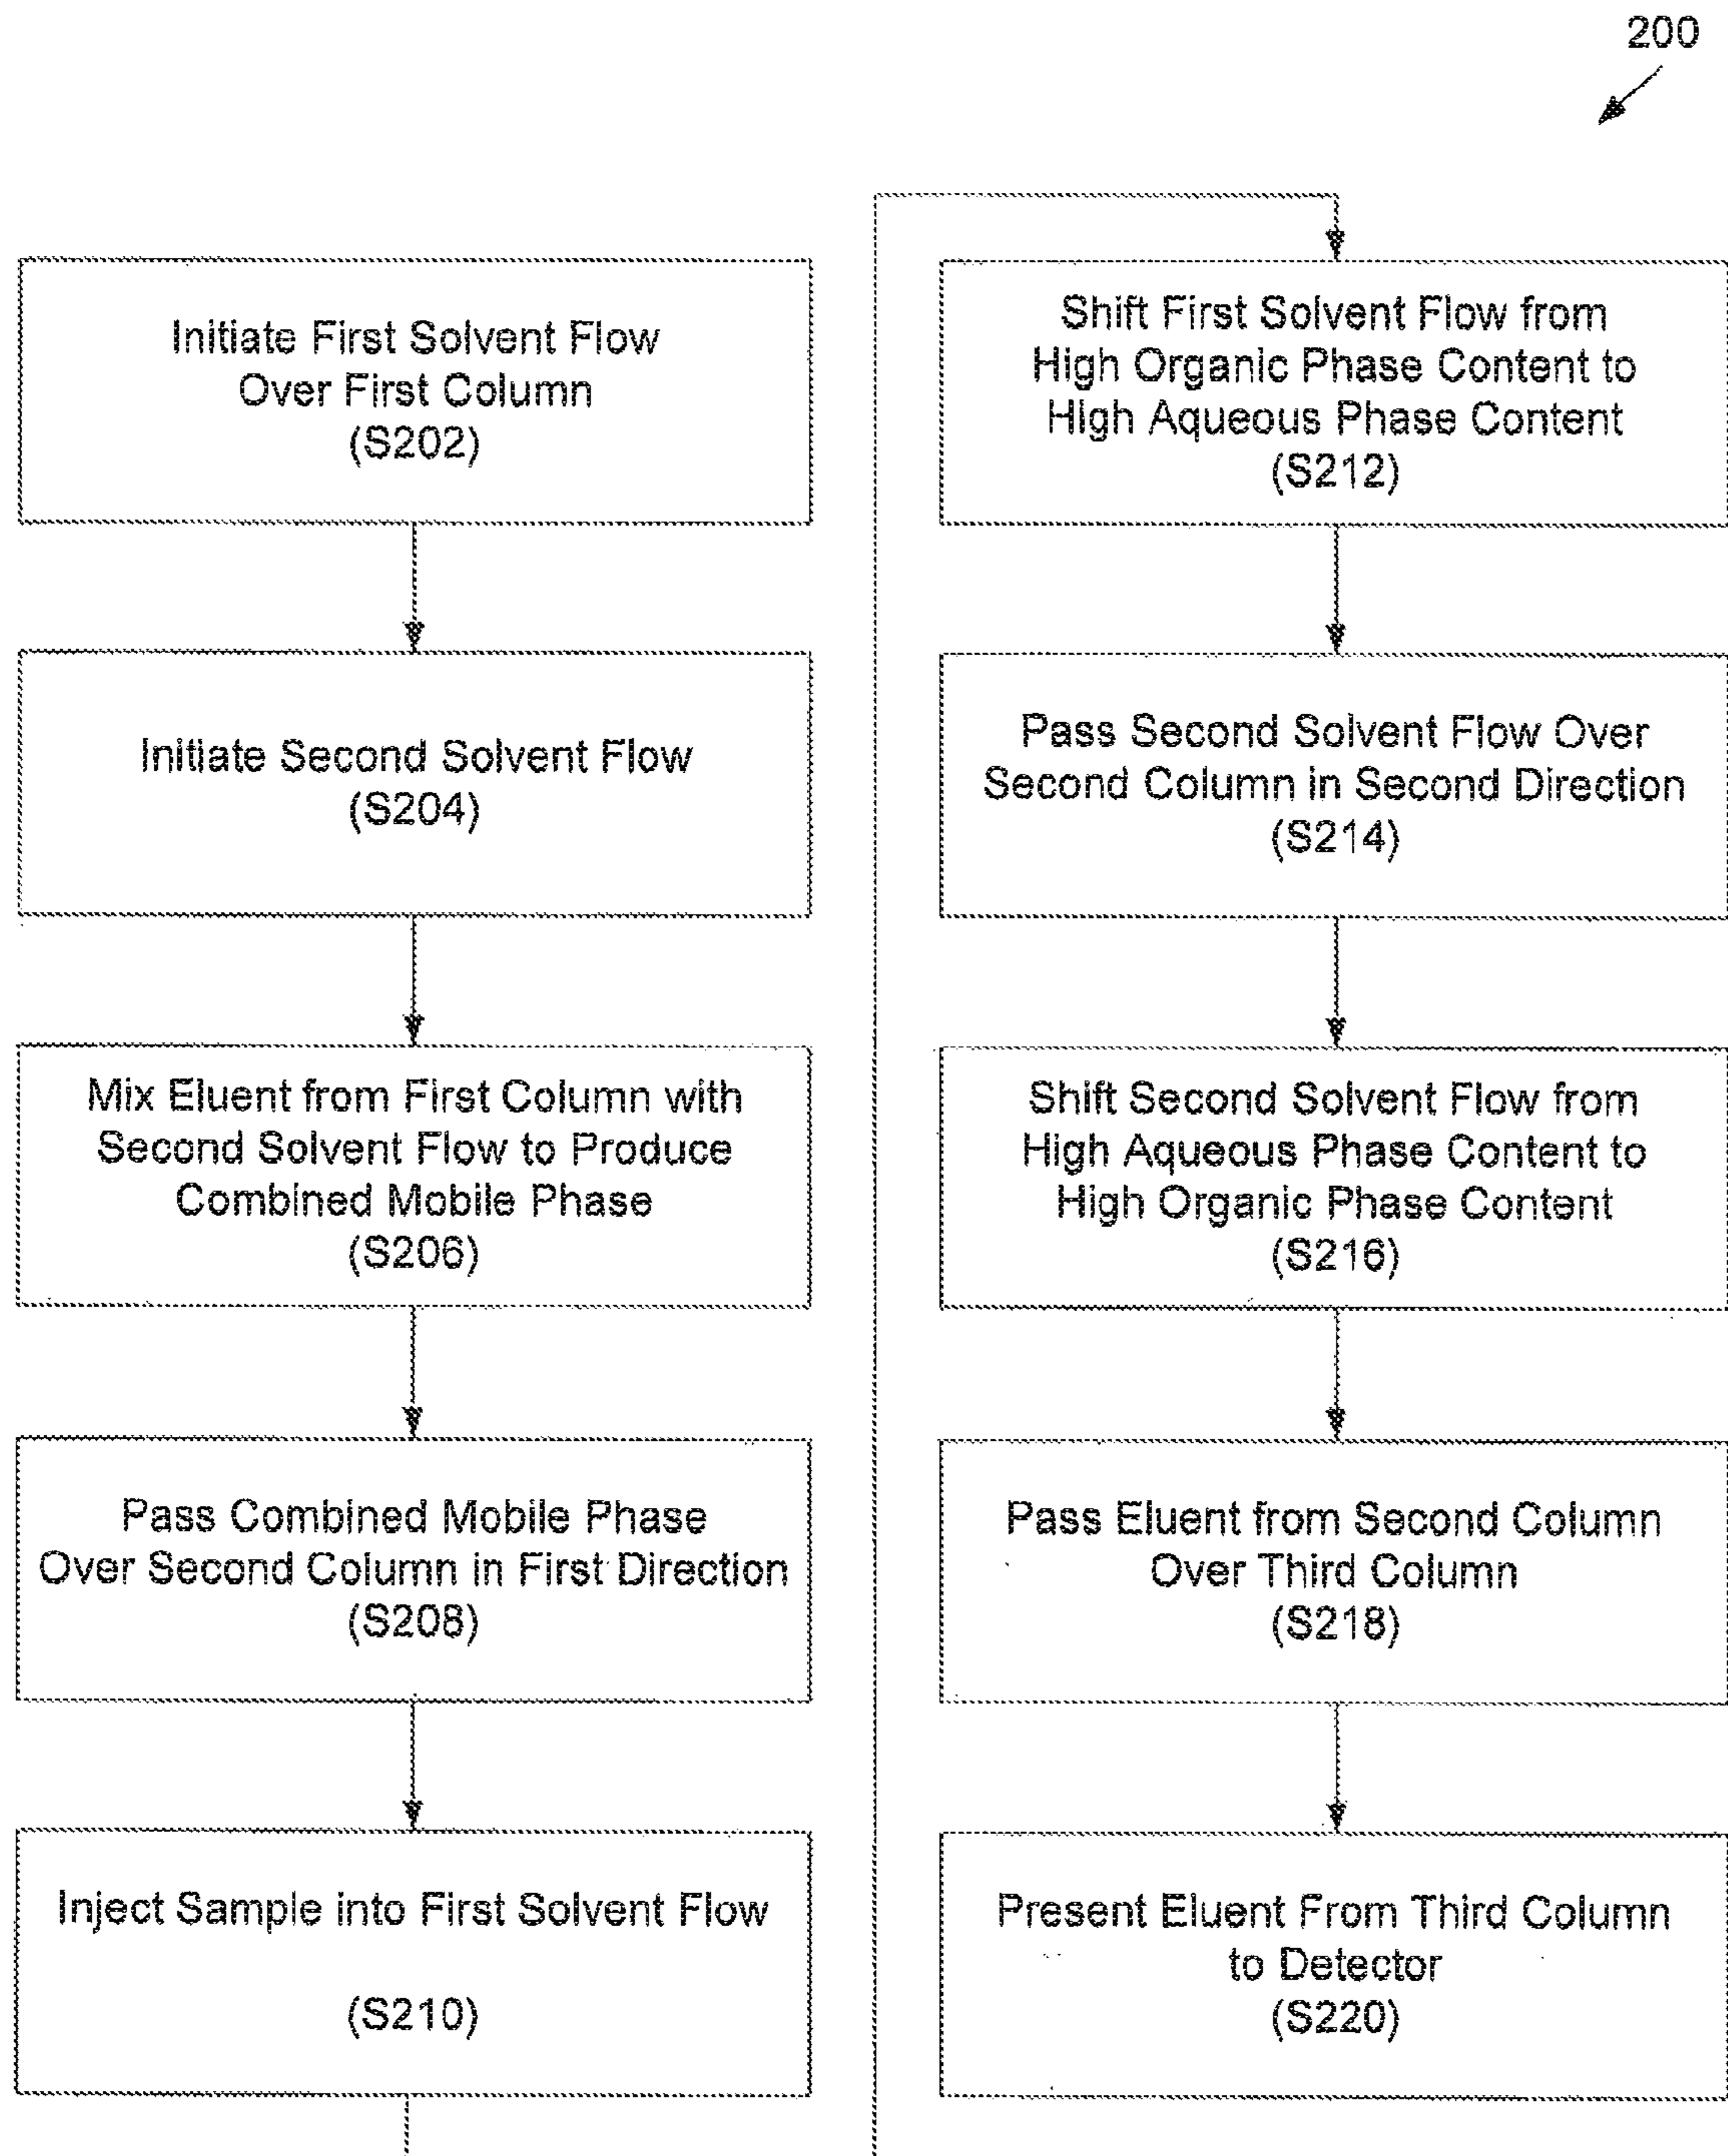 200
Initiate First Solvent Flow
Over First Column
(S202)
Initiate Second Solvent Flow
(S204)
Mix Eluent from First Column with
Second Solvent Flow to Produce
Combined Mobile Phase
(S206)
Pass Combined Mobile Phase
Over Second Column in First Direction
(S208)
Inject Sample into First Solvent Flow
(S210)
Shift First Solvent Flow from
High Organic Phase Content to
High Aqueous Phase Content
(S212)
Pass Second Solvent Flow Over
Second Column in Second Direction
(S214)
Shift Second Solvent Flow from
High Aqueous Phase Content to
High Organic Phase Content
(S216)
Pass Eluent from Second Column
Over Third Column
(S218)
Present Eluent From Third Column
to Detector
(S220)